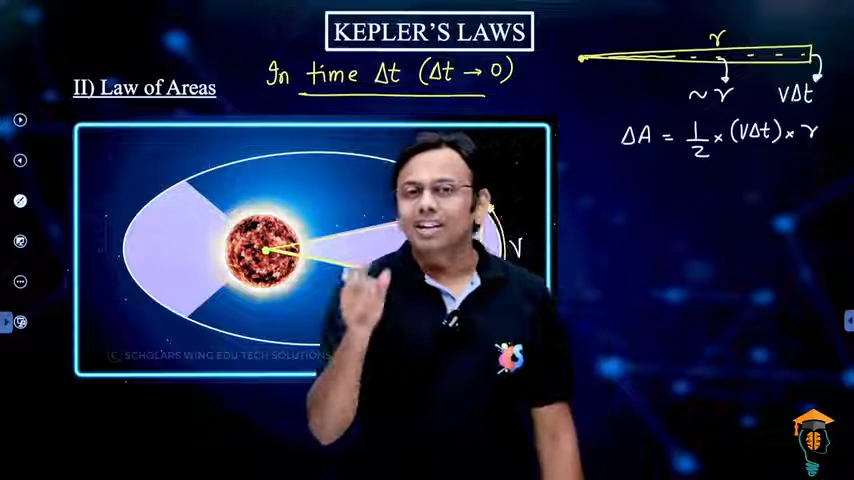 KEPLER'S LAWS
In time Δt (Δt → 0)
II) Law of Areas
r
~ r
VΔt
ΔA = 1/2 × (VΔt) × r
V
(C) SCHOLARS WING EDU TECH SOLUTIONS